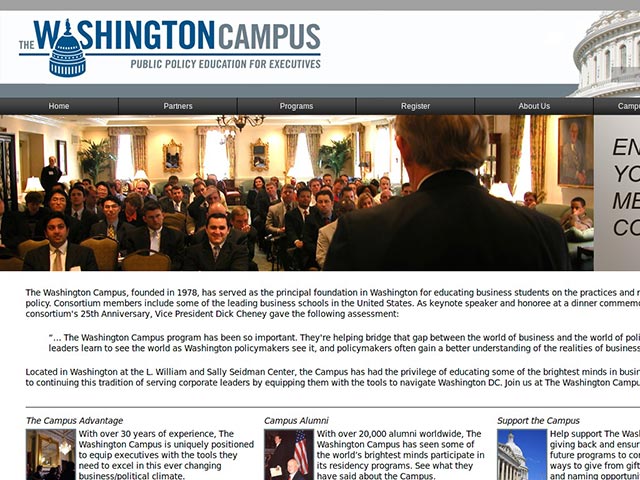 THE WASHINGTON CAMPUS
PUBLIC POLICY EDUCATION FOR EXECUTIVES
Home Partners Programs Register About Us Campu
EN
YO
ME
CO
The Washington Campus, founded in 1978, has served as the principal foundation in Washington for educating business students on the practices and
policy. Consortium members include some of the leading business schools in the United States. As keynote speaker and honoree at a dinner commem
consortium's 25th Anniversary, Vice President Dick Cheney gave the following assessment:
"... The Washington Campus program has been so important. They're helping bridge that gap between the world of business and the world of poli
leaders learn to see the world as Washington policymakers see it, and policymakers often gain a better understanding of the realities of business
Located in Washington at the L. William and Sally Seidman Center, the Campus has had the privilege of educating some of the brightest minds in busin
to continuing this tradition of serving corporate leaders by equipping them with the tools to navigate Washington DC. Join us at The Washington Campu
The Campus Advantage
With over 30 years of experience, The
Washington Campus is uniquely positioned
to equip executives with the tools they
need to excel in this ever changing
business/political climate.
Campus Alumni
With over 20,000 alumni worldwide, The
Washington Campus has seen some of
the world's brightest minds participate in
its residency programs. See what they
have said about the Campus.
Support the Campus
Help support The Wash
giving back and ensur
future programs to co
ways to give from gift
and naming opportunit